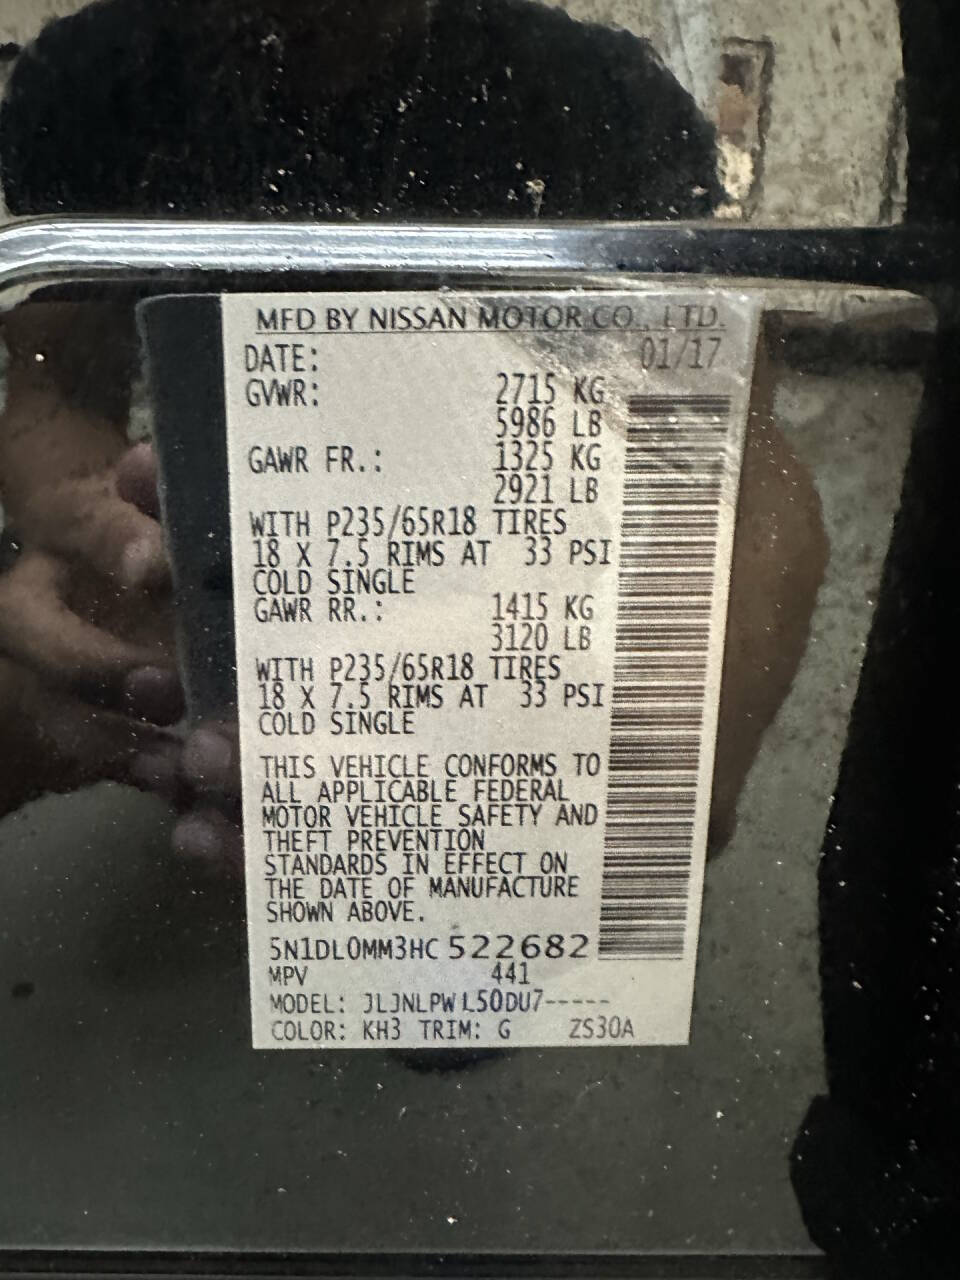 MFD BY NISSAN MOTOR CO., LTD.
DATE: 01/17
GVWR: 2715 KG
5986 LB
GAWR FR.: 1325 KG
2921 LB
WITH P235/65R18 TIRES
18 X 7.5 RIMS AT 33 PSI
COLD SINGLE
GAWR RR.: 1415 KG
3120 LB
WITH P235/65R18 TIRES
18 X 7.5 RIMS AT 33 PSI
COLD SINGLE
THIS VEHICLE CONFORMS TO
ALL APPLICABLE FEDERAL
MOTOR VEHICLE SAFETY AND
THEFT PREVENTION
STANDARDS IN EFFECT ON
THE DATE OF MANUFACTURE
SHOWN ABOVE.
5N1DL0MM3HC 522682
MPV 441
MODEL: JLJNLPW L50DU7-----
COLOR: KH3 TRIM: G ZS30A